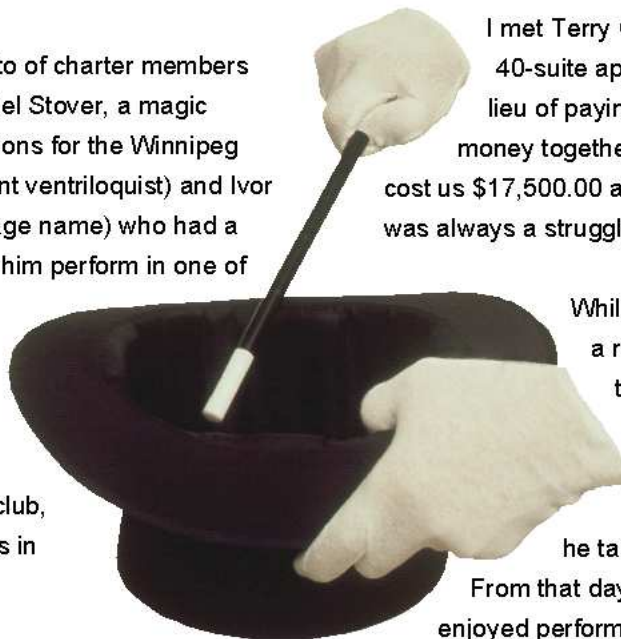 to of charter members
el Stover, a magic
ons for the Winnipeg
nt ventriloquist) and Ivor
age name) who had a
him perform in one of
club,
s in
I met Terry
40-suite ap
lieu of payin
money togethe
cost us $17,500.00 a
was always a struggl
Whil
a r
t
he ta
From that day
enjoyed perform